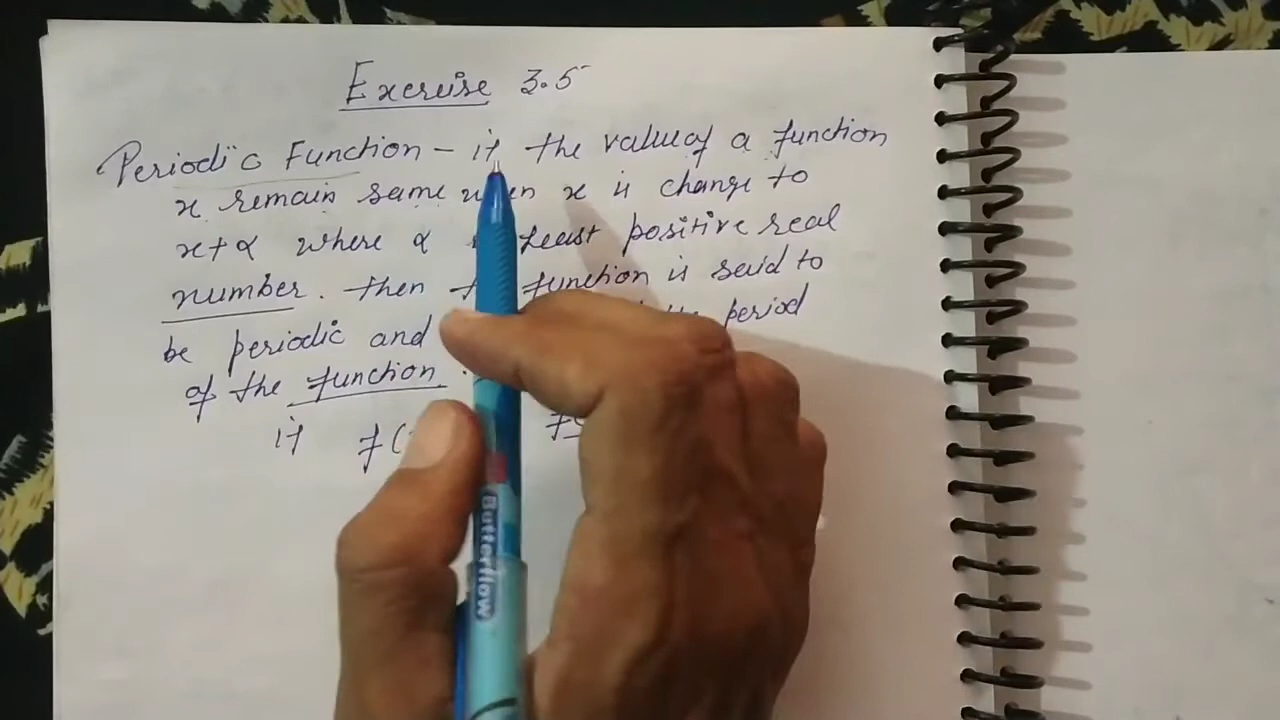 Exercise 3.5
Periodic Function - if the value of a function
x remain same when x is change to
x+α where α least positive real
number. then function is said to
be periodic and period
of the function.
if f(
Butterflow